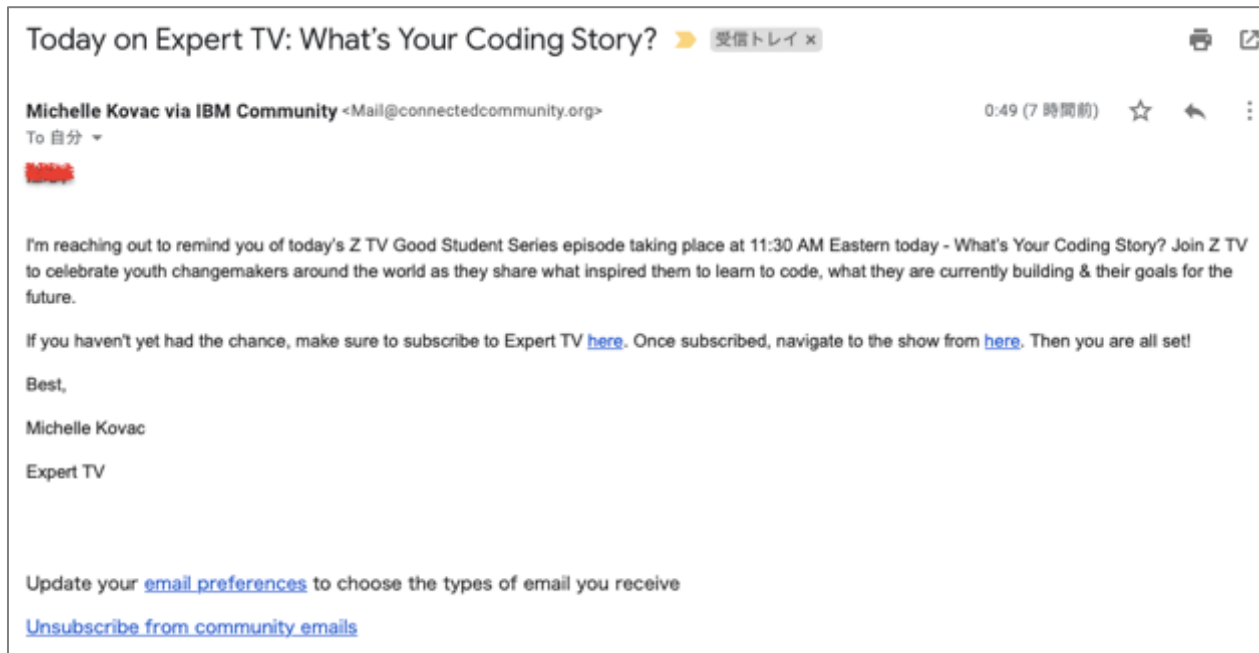 Today on Expert TV: What's Your Coding Story? 受信トレイ ×
Michelle Kovac via IBM Community <Mail@connectedcommunity.org> 0:49 (7 時間前)
To 自分
I'm reaching out to remind you of today's Z TV Good Student Series episode taking place at 11:30 AM Eastern today - What's Your Coding Story? Join Z TV
to celebrate youth changemakers around the world as they share what inspired them to learn to code, what they are currently building & their goals for the
future.
If you haven't yet had the chance, make sure to subscribe to Expert TV here. Once subscribed, navigate to the show from here. Then you are all set!
Best,
Michelle Kovac
Expert TV
Update your email preferences to choose the types of email you receive
Unsubscribe from community emails